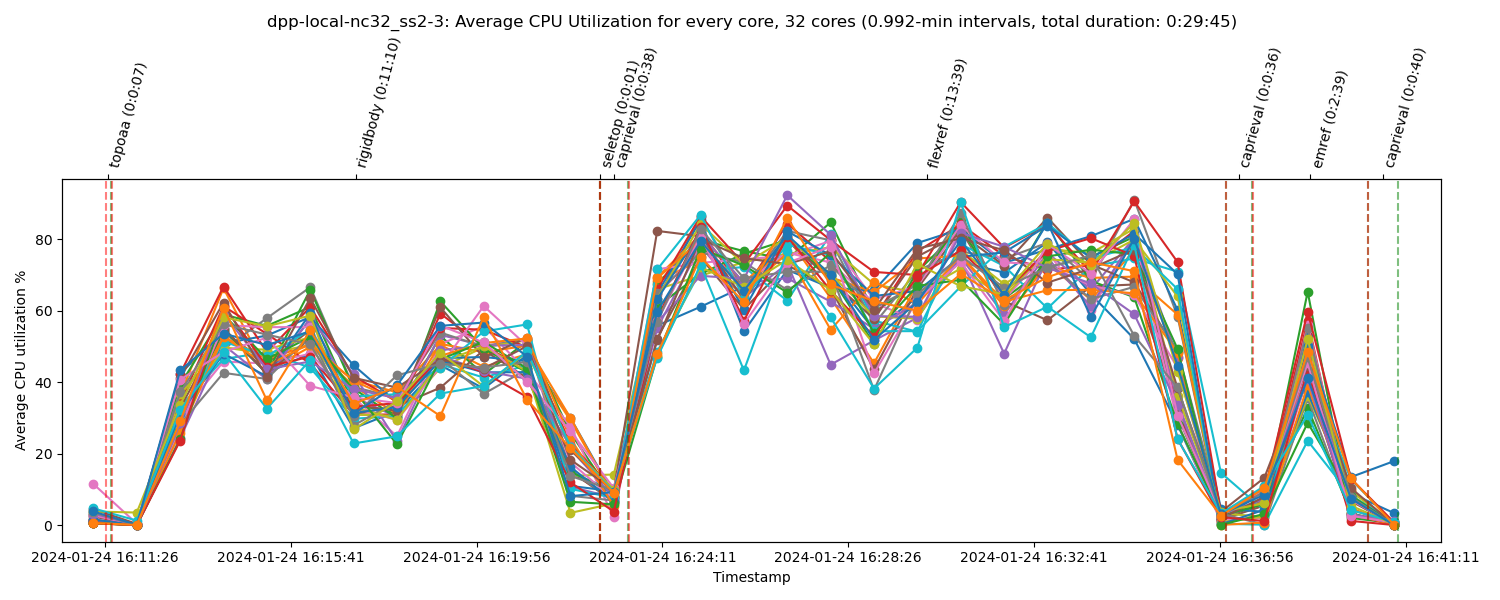 dpp-local-nc32_ss2-3: Average CPU Utilization for every core, 32 cores (0.992-min intervals, total duration: 0:29:45)
topoaa (0:0:07)
rigidbody (0:11:10)
seletop (0:0:01)
caprieval (0:0:38)
flexref (0:13:39)
caprieval (0:0:36)
emref (0:2:39)
caprieval (0:0:40)
Average CPU utilization %
80
60
40
20
0
2024-01-24 16:11:26 2024-01-24 16:15:41 2024-01-24 16:19:56 2024-01-24 16:24:11 2024-01-24 16:28:26 2024-01-24 16:32:41 2024-01-24 16:36:56 2024-01-24 16:41:11
Timestamp